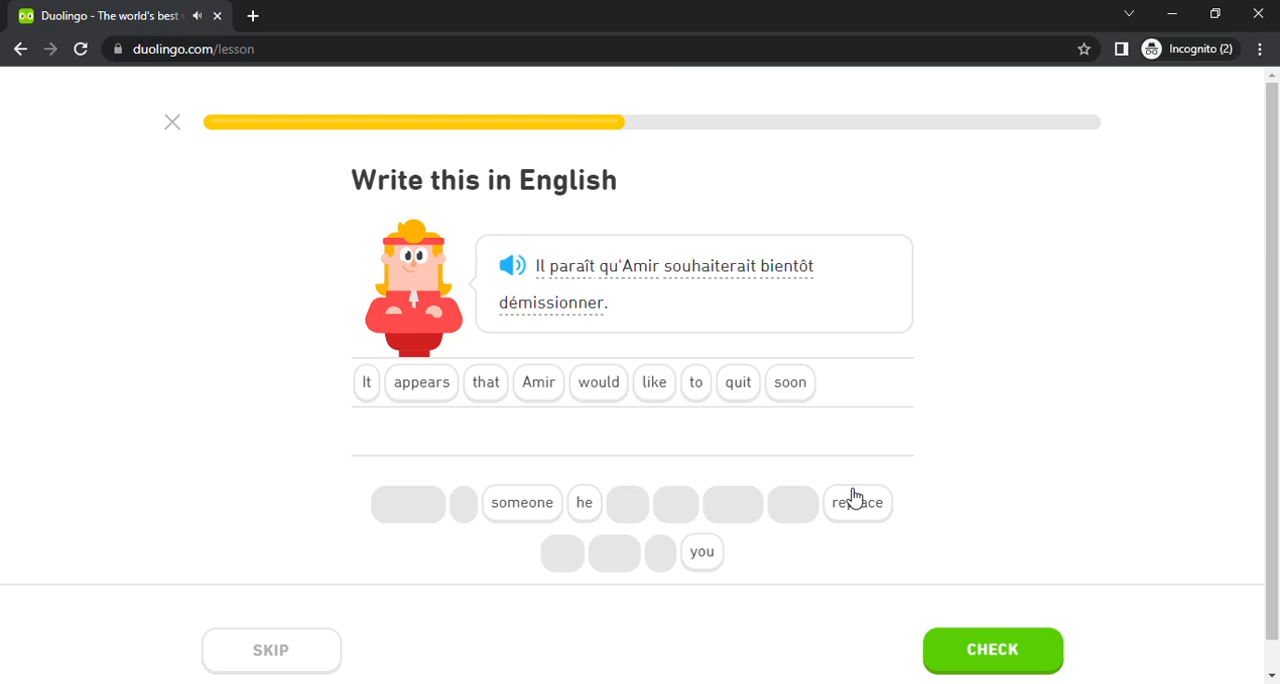 Duolingo - The world's best
duolingo.com/lesson
Incognito (2)
Write this in English
Il paraît qu'Amir souhaiterait bientôt
démissionner.
It appears that Amir would like to quit soon
someone he
you
SKIP CHECK